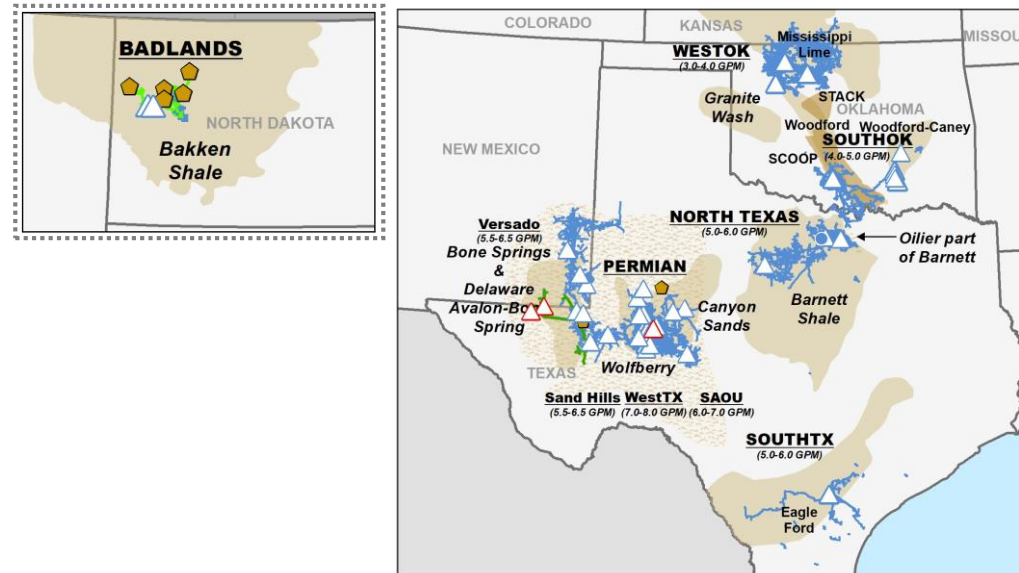 BADLANDS
NORTH DAKOTA
Bakken
Shale
COLORADO
KANSAS
MISSOU
WESTOK
(3.0-4.0 GPM)
Mississippi
Lime
Granite
Wash
STACK
OKLAHOMA
Woodford
Woodford-Caney
SOUTHOK
(4.0-5.0 GPM)
SCOOP
NEW MEXICO
Versado
(5.5-6.5 GPM)
Bone Springs
&
Delaware
Avalon-Bone
Spring
NORTH TEXAS
(5.0-6.0 GPM)
Oilier part
of Barnett
PERMIAN
Canyon
Sands
Barnett
Shale
Wolfberry
TEXAS
Sand Hills
(5.5-6.5 GPM)
WestTX
(7.0-8.0 GPM)
SAOU
(6.0-7.0 GPM)
SOUTHTX
(5.0-6.0 GPM)
Eagle
Ford